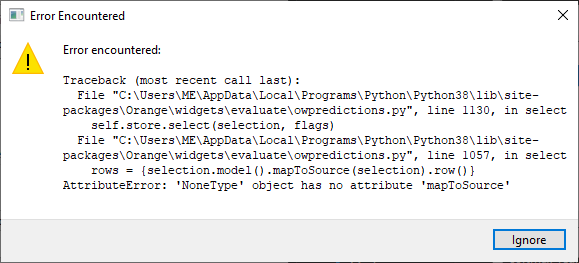 Error Encountered
Error encountered:
Traceback (most recent call last):
  File "C:\Users\ME\AppData\Local\Programs\Python\Python38\lib\site-
packages\Orange\widgets\evaluate\owpredictions.py", line 1130, in select
    self.store.select(selection, flags)
  File "C:\Users\ME\AppData\Local\Programs\Python\Python38\lib\site-
packages\Orange\widgets\evaluate\owpredictions.py", line 1057, in select
    rows = {selection.model().mapToSource(selection).row()}
AttributeError: 'NoneType' object has no attribute 'mapToSource'
Ignore